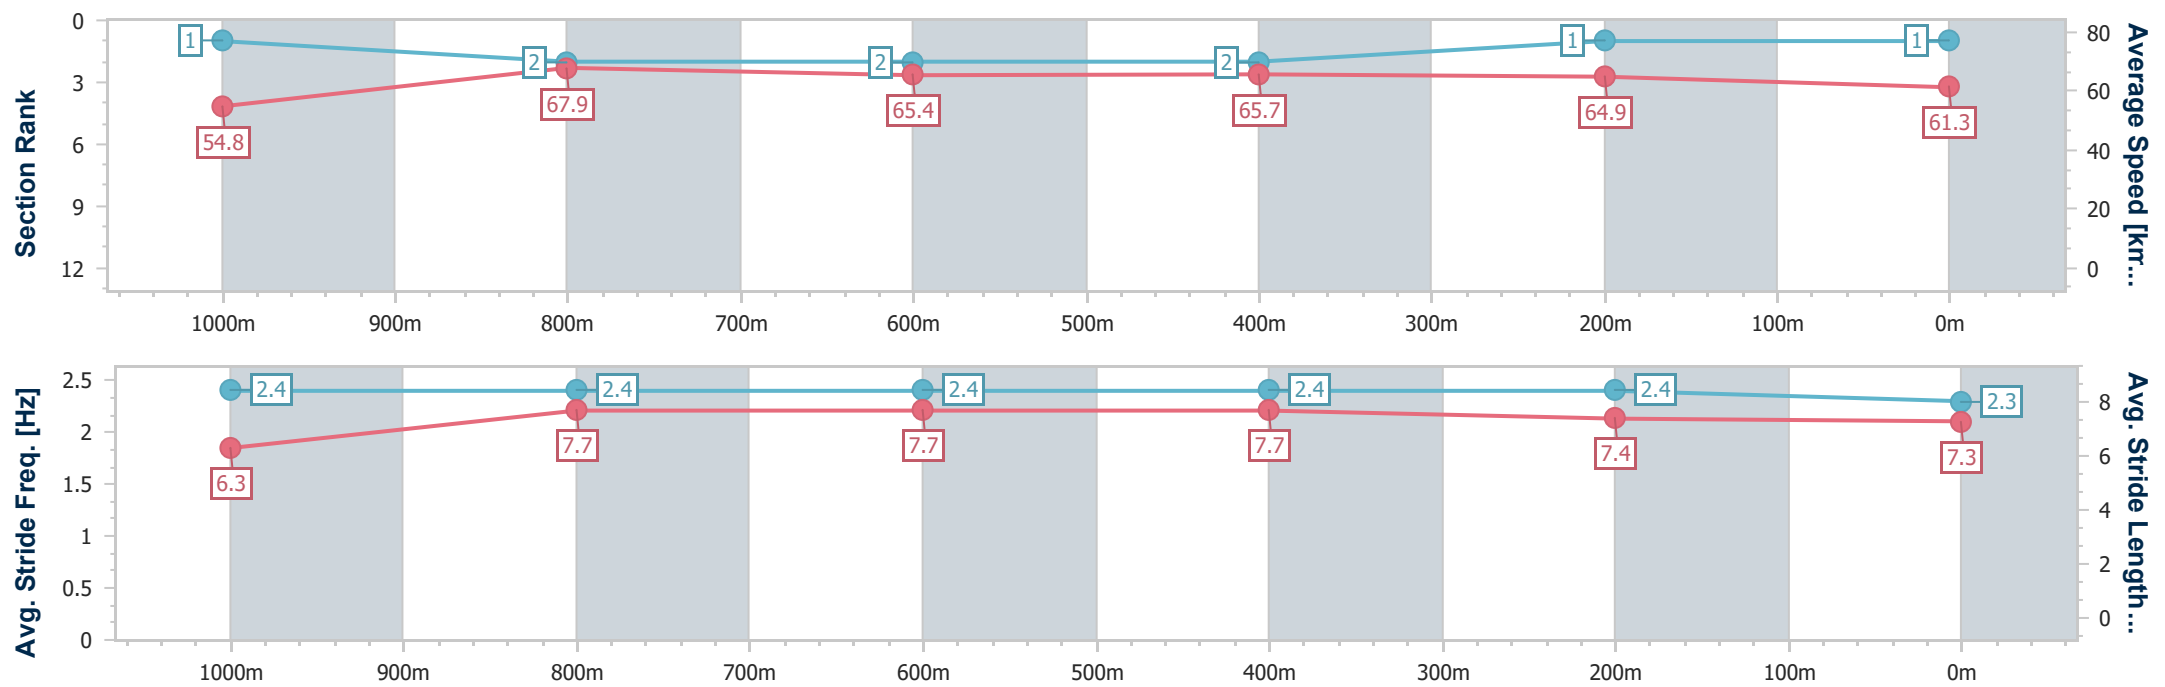 Section Rank
0
3
6
9
12
1
2
2
2
1
1
54.8
67.9
65.4
65.7
64.9
61.3
80
60
40
20
0
Average Speed [km...
1000m
900m
800m
700m
600m
500m
400m
300m
200m
100m
0m
Avg. Stride Freq. [Hz]
2.5
2
1.5
1
0.5
0
2.4
2.4
2.4
2.4
2.4
2.3
6.3
7.7
7.7
7.7
7.4
7.3
8
6
4
2
0
Avg. Stride Length ...
1000m
900m
800m
700m
600m
500m
400m
300m
200m
100m
0m